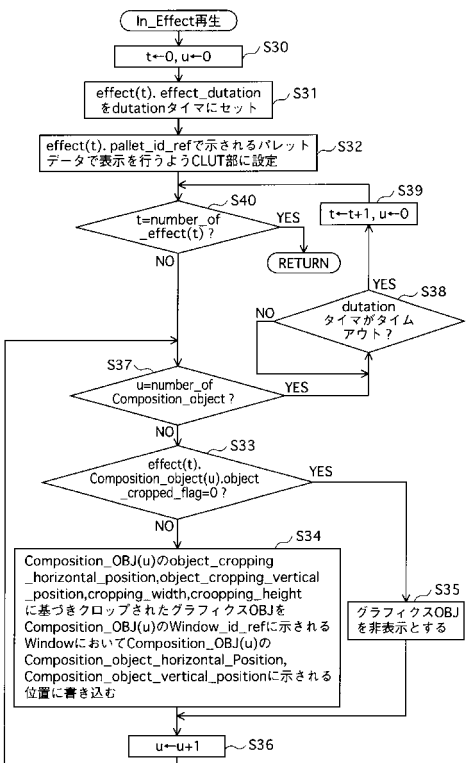 In_Effect再生
t←0, u←0
S30
effect(t). effect_dutation
をdutationタイマにセット
S31
effect(t). pallet_id_refで示されるパレット
データで表示を行うようCLUT部に設定
S32
S39
t←t+1, u←0
S40
t=number_of
_effect(t) ?
YES
RETURN
NO
YES
S38
dutation
タイマがタイム
アウト?
NO
S37
u=number_of
Composition_object ?
YES
NO
S33
effect(t).
Composition_object(u).object
_cropped_flag=0 ?
YES
NO
S34
Composition_OBJ(u)のobject_cropping
_horizontal_position,object_cropping_vertical
_position,cropping_width,croopping_height
に基づきクロップされたグラフィクスOBJを
Composition_OBJ(u)のWindow_id_refに示される
WindowにおいてComposition_OBJ(u)の
Composition_object_horizontal_Position,
Composition_object_vertical_positionに示される
位置に書き込む
S35
グラフィクスOBJ
を非表示とする
u←u+1
S36